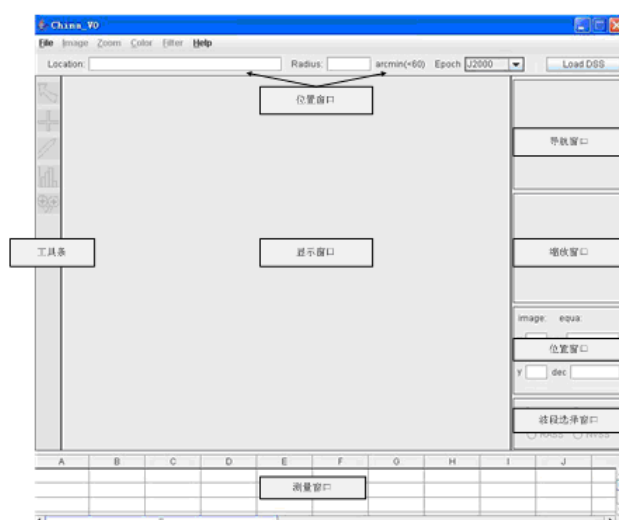 China_VO
File Image Zoom Color Filter Help
Location: Radius: arcmin(<60) Epoch J2000 Load DSS
位置窗口
导航窗口
工具条
显示窗口
缩放窗口
image: equa:
位置窗口
y dec
波段选择窗口
RASS NVSS
A B C D E F G H I J
测量窗口